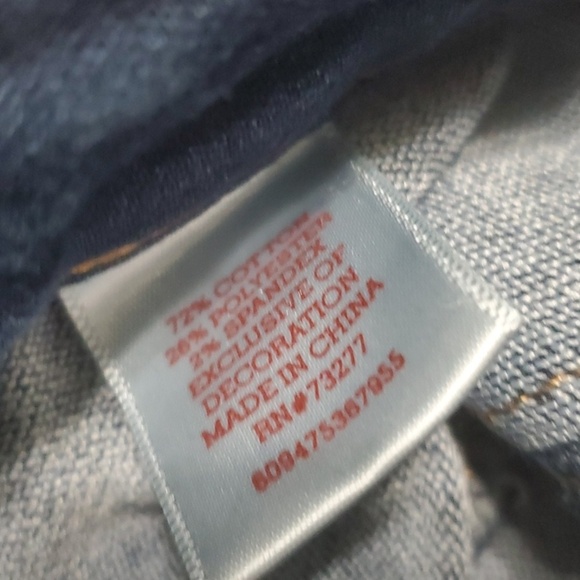 72% COTTON
26% POLYESTER
2% SPANDEX
EXCLUSIVE OF
DECORATION
MADE IN CHINA
RN#73277
609475367955